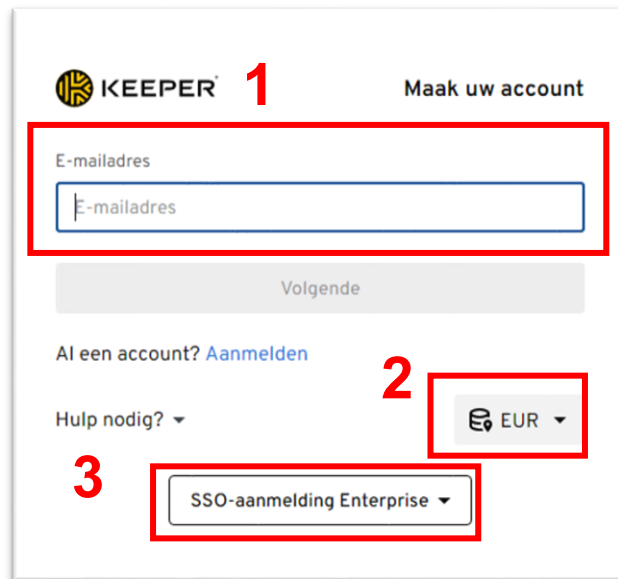 KEEPER 1 Maak uw account
E-mailadres
E-mailadres
Volgende
Al een account? Aanmelden
2
Hulp nodig? EUR
3
SSO-aanmelding Enterprise